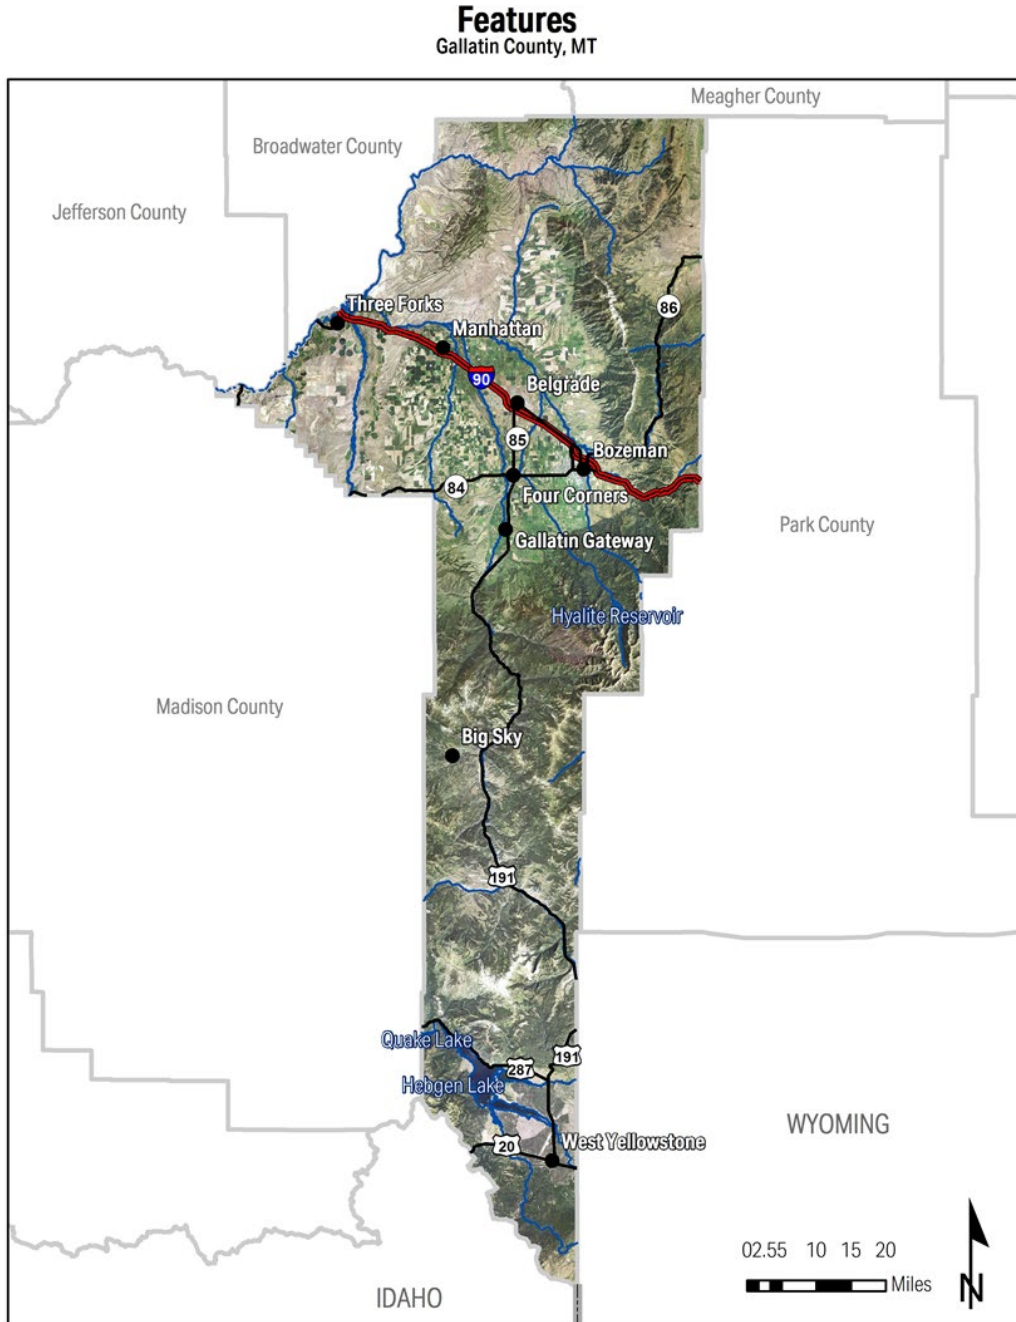 Features
Gallatin County, MT
Meagher County
Broadwater County
Jefferson County
86
Three Forks
Manhattan
90
Belgrade
85
Bozeman
84
Four Corners
Park County
Gallatin Gateway
Hyalite Reservoir
Madison County
Big Sky
191
Quake Lake
191
287
Hebgen Lake
WYOMING
20
West Yellowstone
02.55 10 15 20
Miles
N
IDAHO